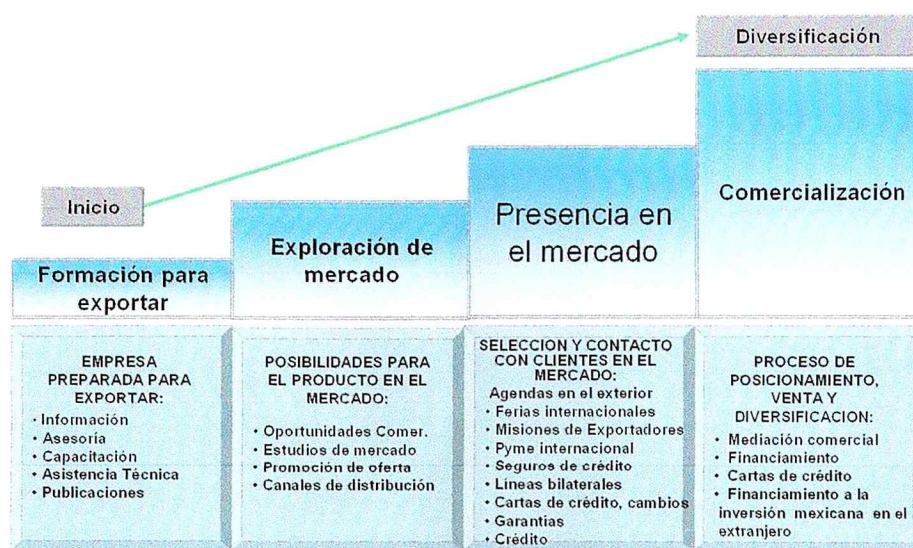 Diversificación
Inicio
Formación para
exportar
Exploración de
mercado
Presencia en
el mercado
Comercialización
EMPRESA
PREPARADA PARA
EXPORTAR:
• Información
• Asesoría
• Capacitación
• Asistencia Técnica
• Publicaciones
POSIBILIDADES PARA
EL PRODUCTO EN EL
MERCADO:
• Oportunidades Comer.
• Estudios de mercado
• Promoción de oferta
• Canales de distribución
SELECCION Y CONTACTO
CON CLIENTES EN EL
MERCADO:
Agendas en el exterior
• Ferias internacionales
• Misiones de Exportadores
• Pyme internacional
• Seguros de crédito
• Líneas bilaterales
• Cartas de crédito, cambios
• Garantias
• Crédito
PROCESO DE
POSICIONAMIENTO,
VENTA Y
DIVERSIFICACION:
• Mediación comercial
• Financiamiento
• Cartas de crédito
• Financiamiento a la
inversión mexicana en el
extranjero